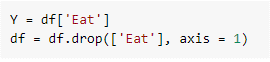 Y = df['Eat']
df = df.drop(['Eat'], axis = 1)